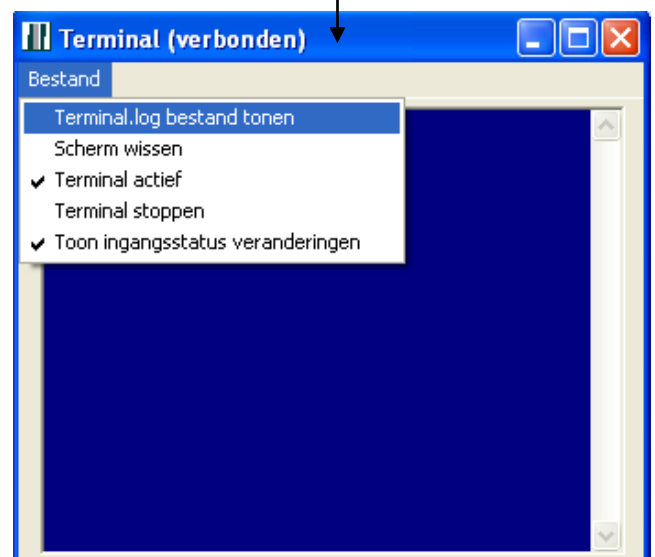 Terminal (verbonden)
Bestand
Terminal.log bestand tonen
Scherm wissen
Terminal actief
Terminal stoppen
Toon ingangsstatus veranderingen